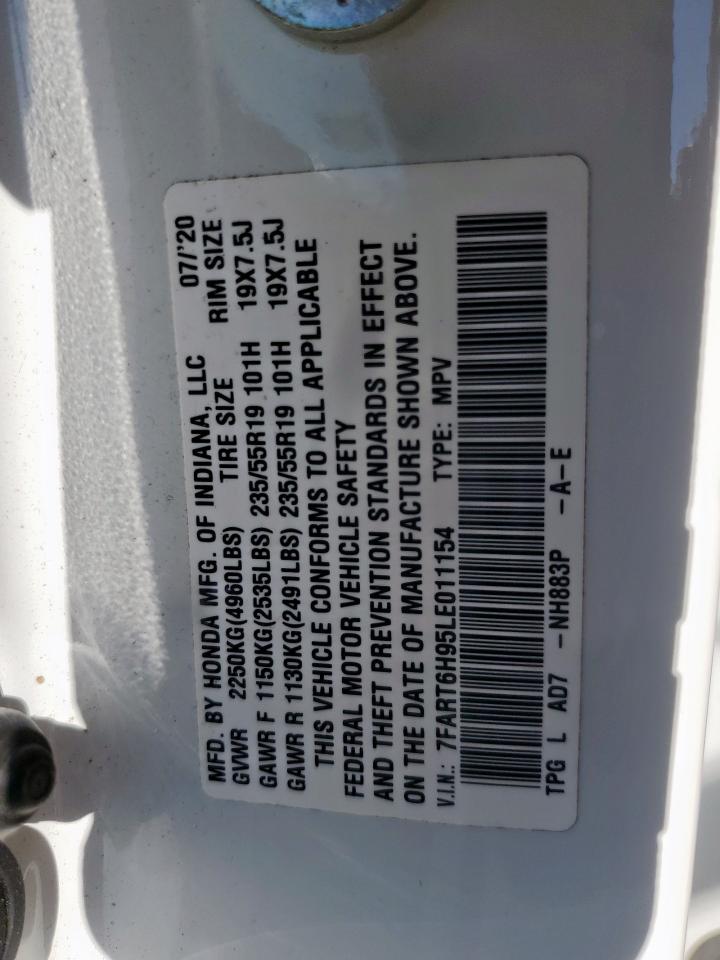 MFD. BY HONDA MFG. OF INDIANA, LLC 07/'20
GVWR 2250KG(4960LBS) TIRE SIZE RIM SIZE
GAWR F 1150KG(2535LBS) 235/55R19 101H 19X7.5J
GAWR R 1130KG(2491LBS) 235/55R19 101H 19X7.5J
THIS VEHICLE CONFORMS TO ALL APPLICABLE
FEDERAL MOTOR VEHICLE SAFETY
AND THEFT PREVENTION STANDARDS IN EFFECT
ON THE DATE OF MANUFACTURE SHOWN ABOVE.
V.I.N.: 7FART6H95LE011154 TYPE: MPV
TPG L AD7 -NH883P -A-E